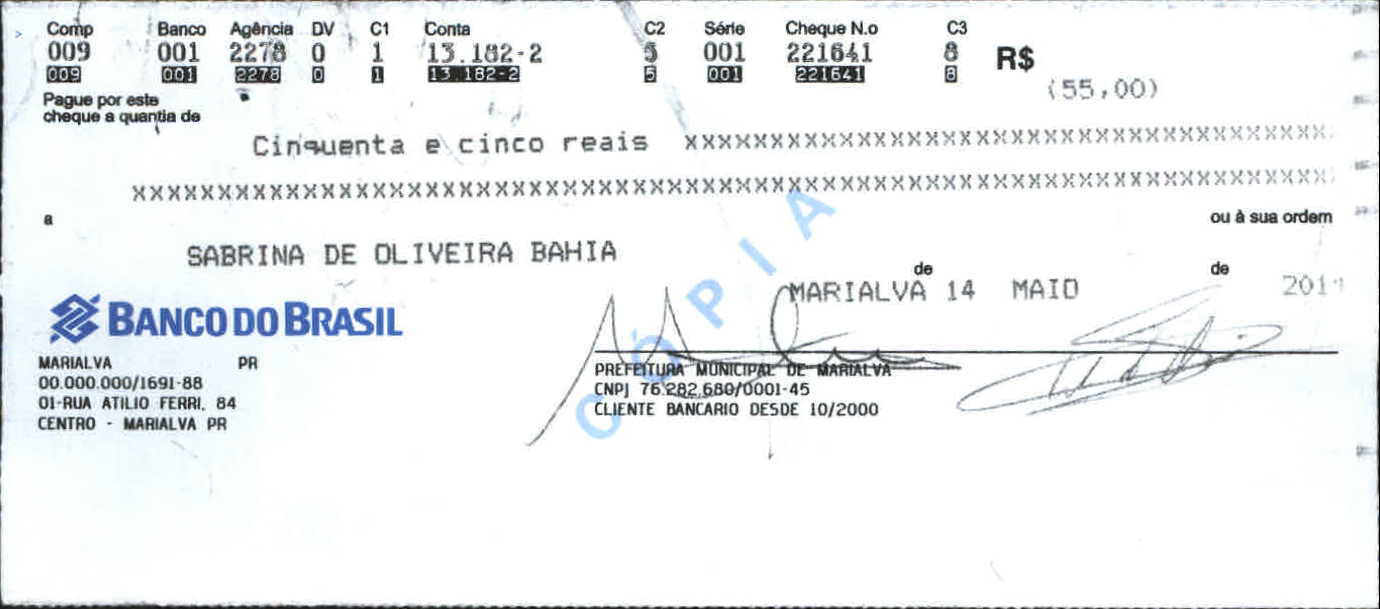 Comp Banco Agência DV C1 Conta C2 Série Cheque N.o C3
009 001 2278 0 1 13.182-2 5 001 221641 8 R$
009 001 2278 0 1 13.182-2 5 001 221641 8
(55,00)
Pague por este
cheque a quantia de
Cinquenta e cinco reais xxxxxxxxxxxxxxxxxxxxxxxxxxxxxxxxxxxxxx
xxxxxxxxxxxxxxxxxxxxxxxxxxxxxxxxxxxxxxxxxxxxxxxxxxxxxxxxxxxxxxxxxxxxxx
a ou à sua ordem
SABRINA DE OLIVEIRA BAHIA
de de
MARIALVA 14 MAIO
BANCO DO BRASIL
MARIALVA PR
00.000.000/1691-88
01-RUA ATILIO FERRI, 84
CENTRO - MARIALVA PR
PREFEITURA MUNICIPAL DE MARIALVA
CNPJ 76.282.680/0001-45
CLIENTE BANCARIO DESDE 10/2000
CÓPIA